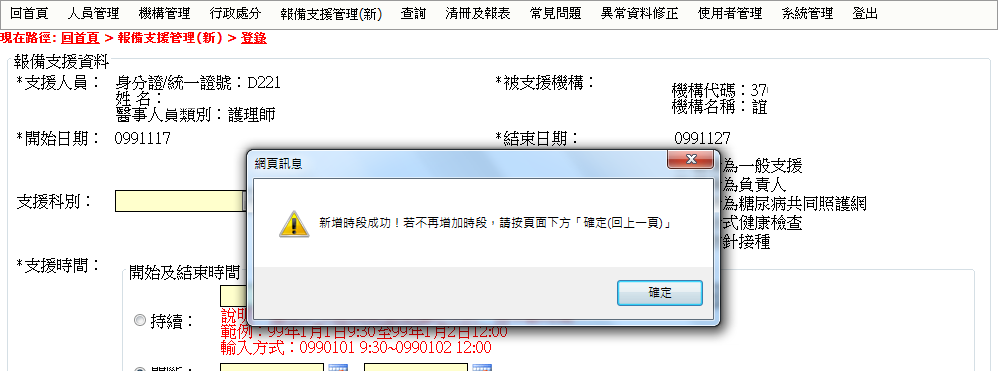 回首頁 人員管理 機構管理 行政處分 報備支援管理(新) 查詢 清冊及報表 常見問題 異常資料修正 使用者管理 系統管理 登出
現在路徑: 回首頁 > 報備支援管理(新) > 登錄
報備支援資料
*支援人員： 身分證/統一證號：D221
姓 名：
醫事人員類別：護理師
*被支援機構：
機構代碼：370
機構名稱：誼
*開始日期： 0991117
*結束日期： 0991127
網頁訊息
新增時段成功！若不再增加時段，請按頁面下方「確定(回上一頁)」
確定
為一般支援
為負責人
為糖尿病共同照護網
式健康檢查
針接種
支援科別：
*支援時間：
開始及結束時間
持續：
說明
範例：99年1月1日9:30至99年1月2日12:00
輸入方式：0990101 9:30~0990102 12:00